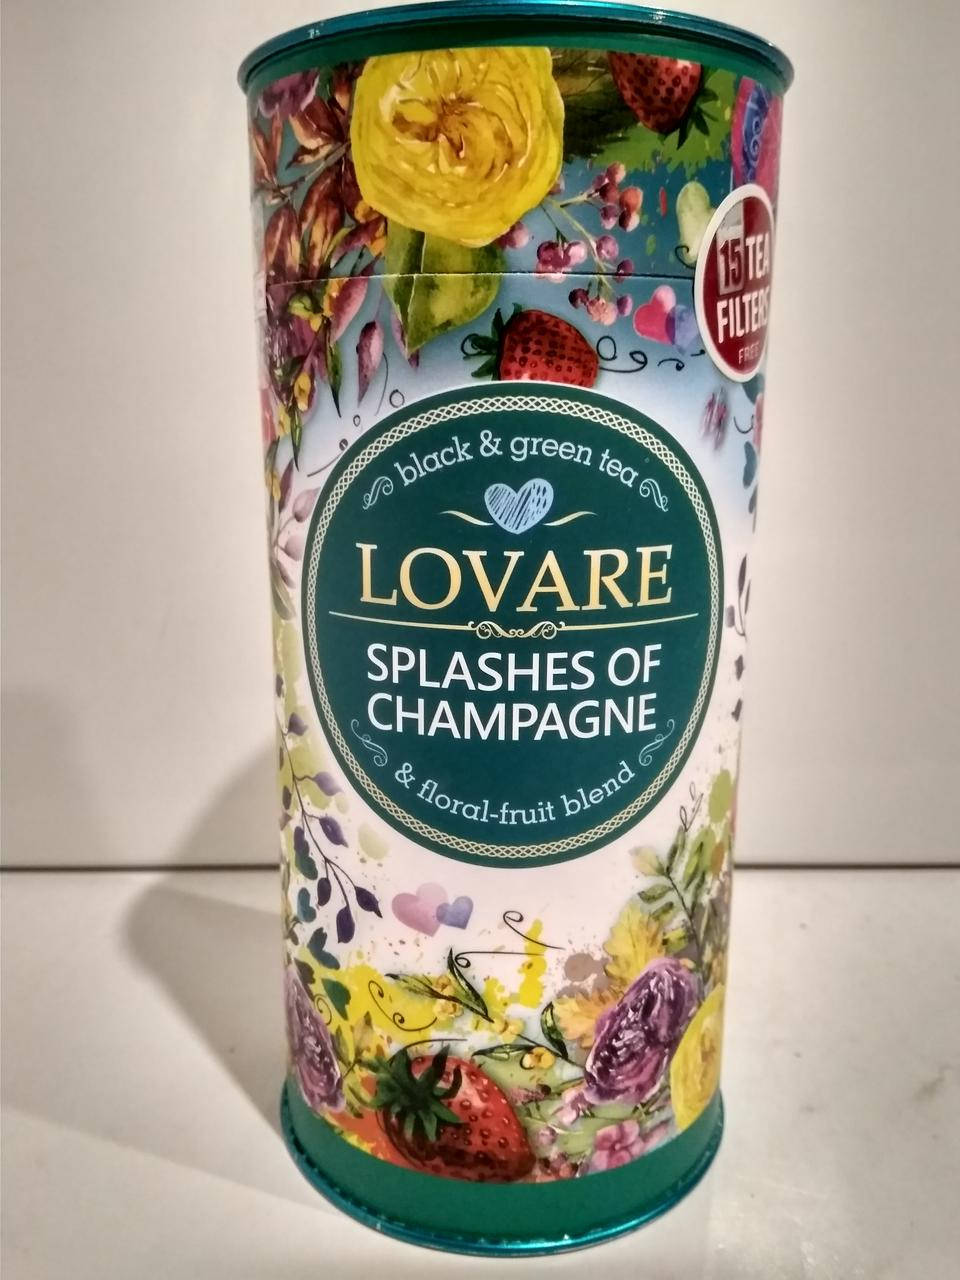 15 TEA
FILTERS
FREE
black & green tea
LOVARE
SPLASHES OF
CHAMPAGNE
& floral-fruit blend